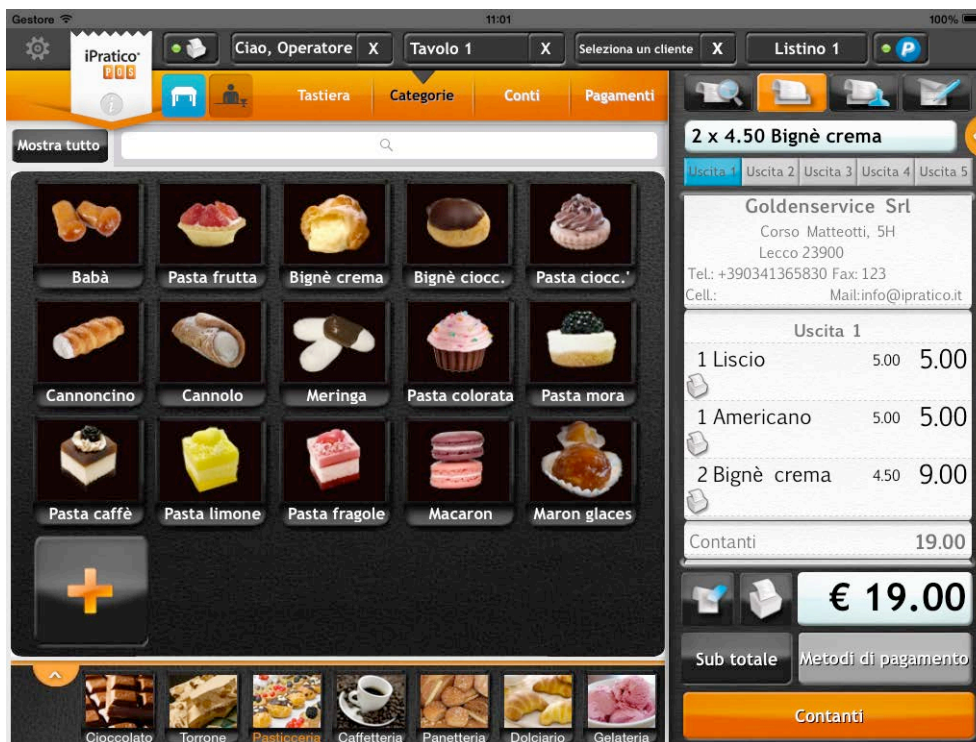 Gestore 11:01 100%
iPratico®
POS
Ciao, Operatore X Tavolo 1 X Seleziona un cliente X Listino 1 P
Tastiera Categorie Conti Pagamenti
Mostra tutto
2 x 4.50 Bignè crema
Uscita 1 Uscita 2 Uscita 3 Uscita 4 Uscita 5
Goldenservice Srl
Corso Matteotti, 5H
Lecco 23900
Tel.: +390341365830 Fax: 123
Cell.: Mail:info@ipratico.it
Uscita 1
1 Liscio 5.00 5.00
1 Americano 5.00 5.00
2 Bignè crema 4.50 9.00
Contanti 19.00
€ 19.00
Sub totale Metodi di pagamento
Contanti
Babà Pasta frutta Bignè crema Bignè ciocc. Pasta ciocc.'
Cannoncino Cannolo Meringa Pasta colorata Pasta mora
Pasta caffè Pasta limone Pasta fragole Macaron Maron glaces
Cioccolato Torrone Pasticceria Caffetteria Panetteria Dolciario Gelateria